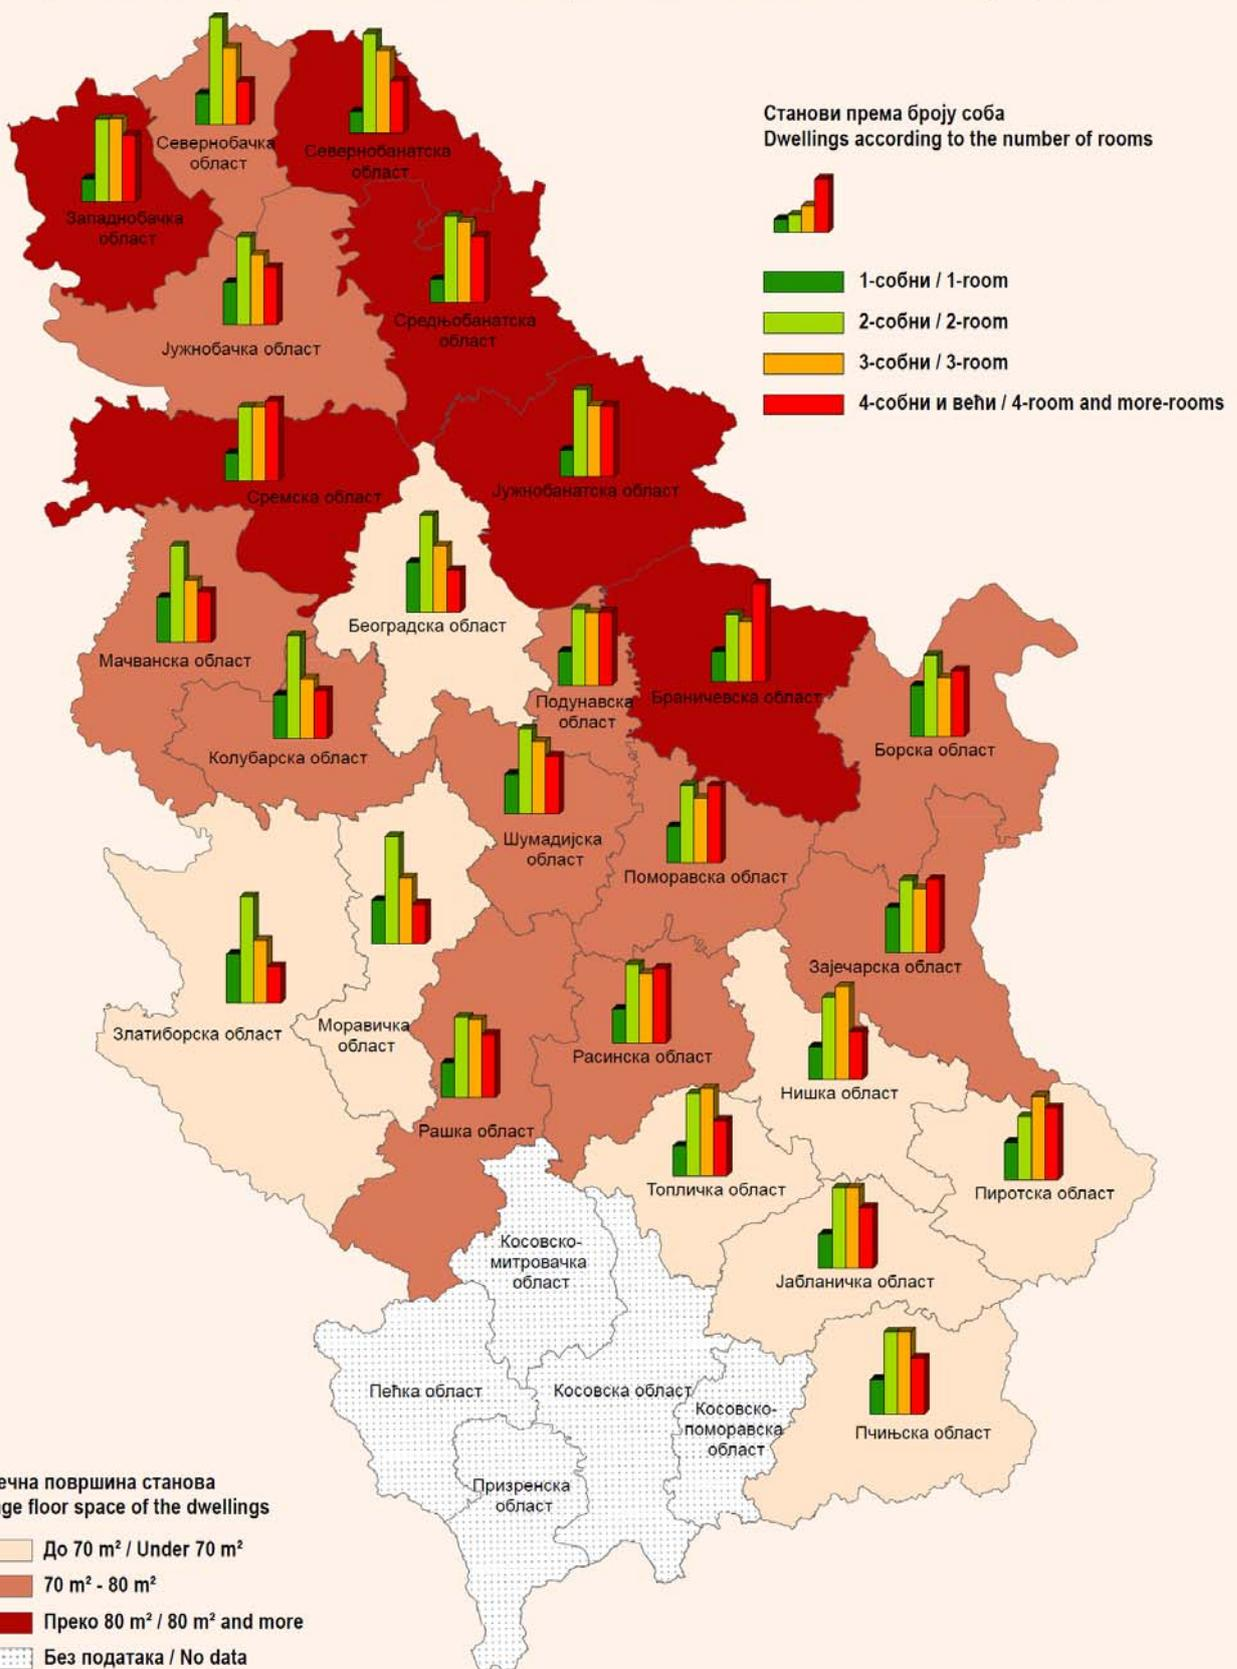 Станови према броју соба
Dwellings according to the number of rooms
1-собни / 1-room
2-собни / 2-room
3-собни / 3-room
4-собни и већи / 4-room and more-rooms
Севернобачка
област
Севернобанатска
област
Западнобачка
област
Јужнобачка област
Средњобанатска
област
Сремска област
Јужнобанатска област
Београдска област
Мачванска област
Подунавска
област
Браничевска област
Колубарска област
Борска област
Шумадијска
област
Поморавска област
Зајечарска област
Златиборска област
Моравичка
област
Расинска област
Нишка област
Рашка област
Топличка област
Пиротска област
Косовско-
митровачка
област
Јабланичка област
Пећка област
Косовска област
Косовско-
поморавска
област
Пчињска област
Призренска
област
површина станова
floor space of the dwellings
До 70 m² / Under 70 m²
70 m² - 80 m²
Преко 80 m² / 80 m² and more
Без података / No data